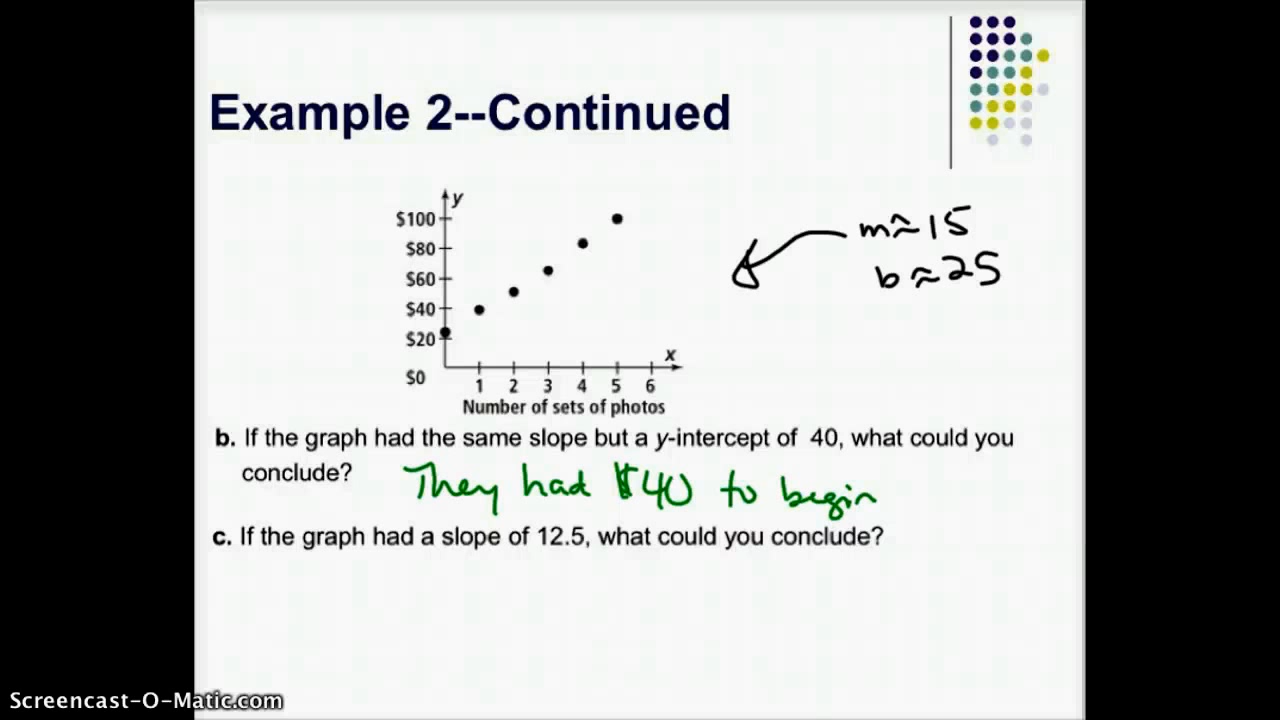 Example 2--Continued
y
$100
$80
$60
$40
$20
$0
x
1 2 3 4 5 6
Number of sets of photos
m≈15
b≈25
b. If the graph had the same slope but a y-intercept of 40, what could you
conclude?
They had $40 to begin
c. If the graph had a slope of 12.5, what could you conclude?
Screencast-O-Matic.com